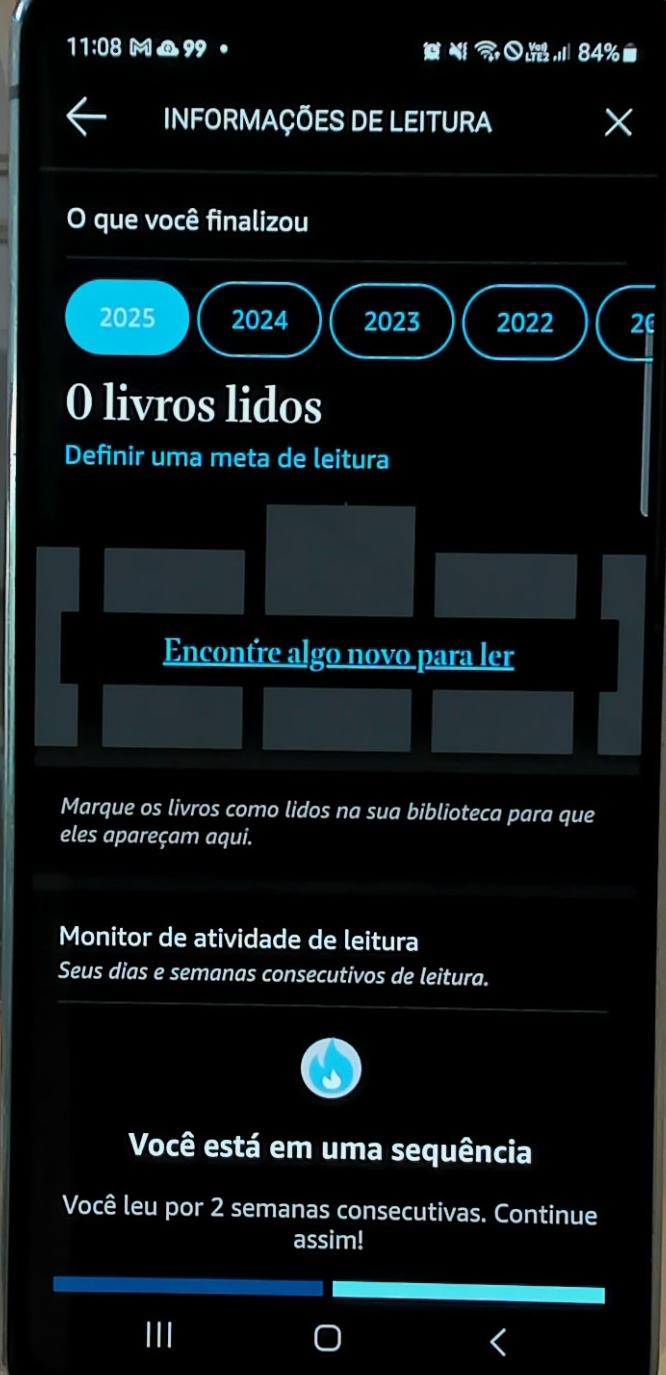 11:08 M 99 •
VoD LTE2 84%
INFORMAÇÕES DE LEITURA
O que você finalizou
2025 2024 2023 2022 20
0 livros lidos
Definir uma meta de leitura
Encontre algo novo para ler
Marque os livros como lidos na sua biblioteca para que
eles apareçam aqui.
Monitor de atividade de leitura
Seus dias e semanas consecutivos de leitura.
Você está em uma sequência
Você leu por 2 semanas consecutivas. Continue
assim!